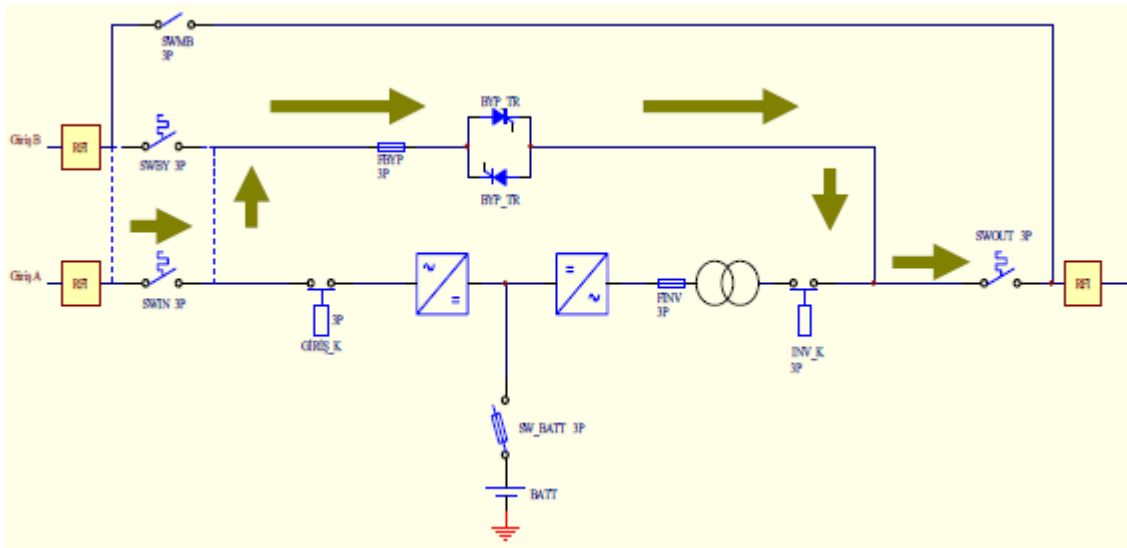 SWMB
3P
Giriş B
RFI
SWBY 3P
FBYP
3P
BYP_TR
BYP_TR
Giriş A
RFI
SWIN 3P
3P
GİRİŞ_K
~
=
=
~
FINV
3P
INV_K
3P
SWOUT 3P
RFI
SW_BATT 3P
BATT